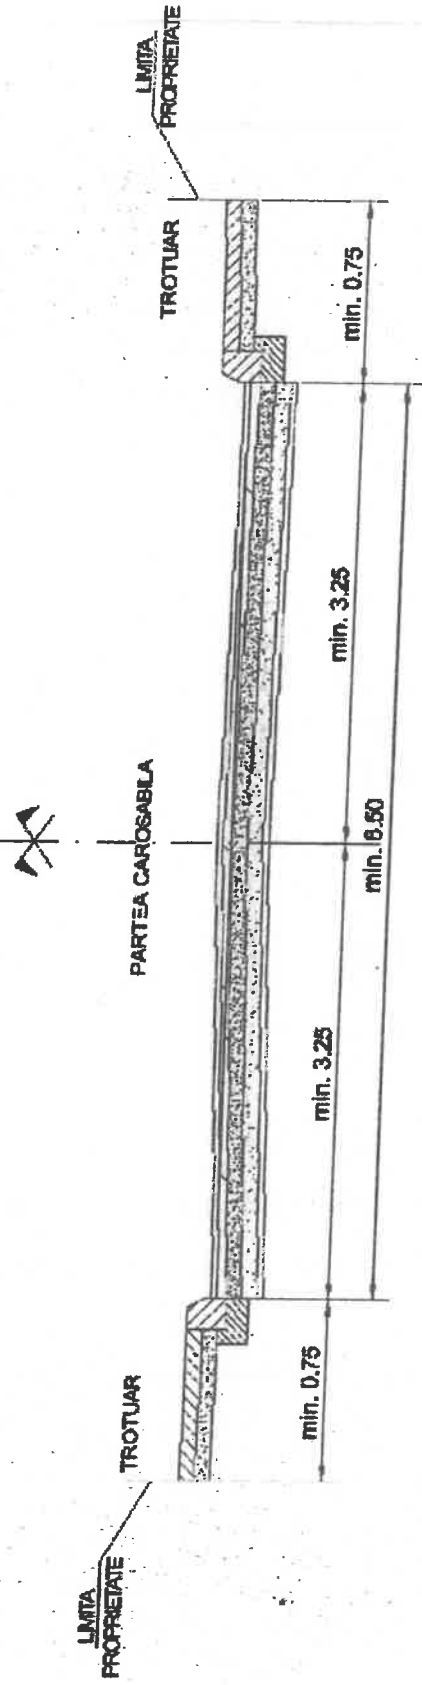 LIMITA
PROPRIETATE
TROTUAR
PARTEA CAROSABILA
TROTUAR
LIMITA
PROPRIETATE
min. 0.75
min. 3.25
min. 3.25
min. 0.75
min. 6.50